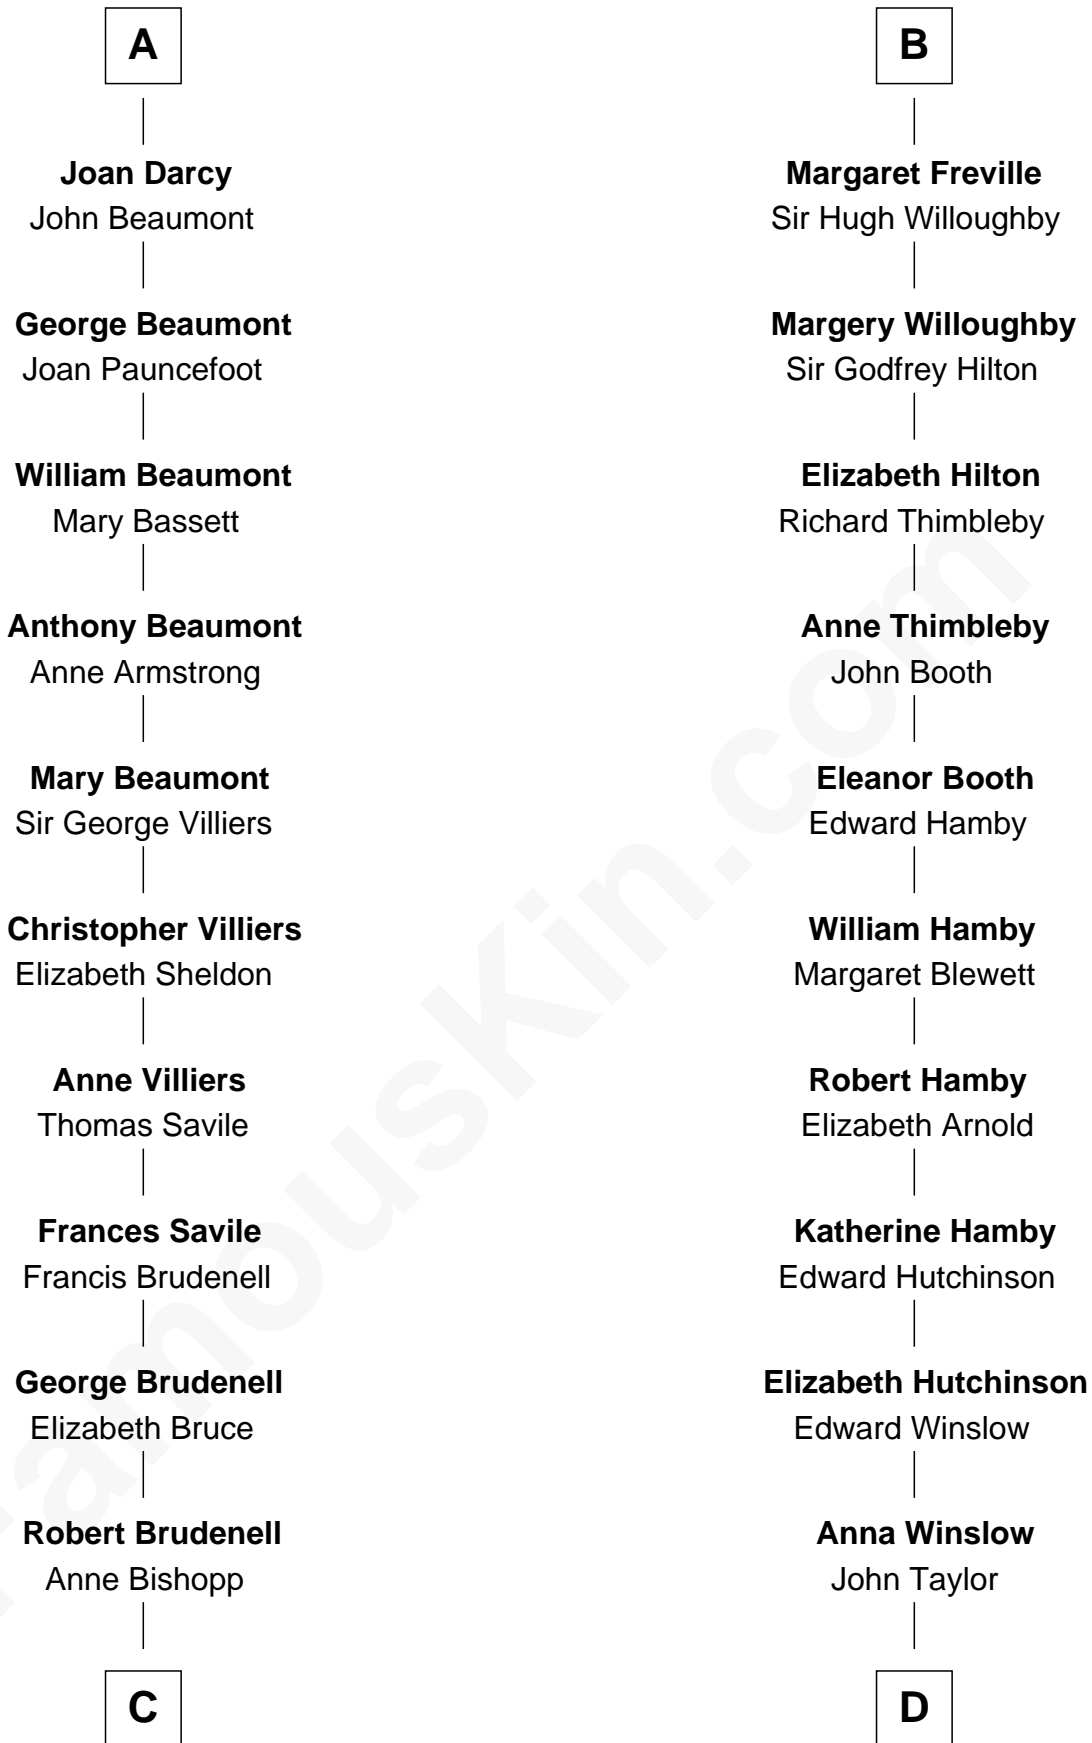 A
Joan Darcy
John Beaumont
George Beaumont
Joan Pauncefoot
William Beaumont
Mary Bassett
Anthony Beaumont
Anne Armstrong
Mary Beaumont
Sir George Villiers
Christopher Villiers
Elizabeth Sheldon
Anne Villiers
Thomas Savile
Frances Savile
Francis Brudenell
George Brudenell
Elizabeth Bruce
Robert Brudenell
Anne Bishopp
C
B
Margaret Freville
Sir Hugh Willoughby
Margery Willoughby
Sir Godfrey Hilton
Elizabeth Hilton
Richard Thimbleby
Anne Thimbleby
John Booth
Eleanor Booth
Edward Hamby
William Hamby
Margaret Blewett
Robert Hamby
Elizabeth Arnold
Katherine Hamby
Edward Hutchinson
Elizabeth Hutchinson
Edward Winslow
Anna Winslow
John Taylor
D
FamousKin.com